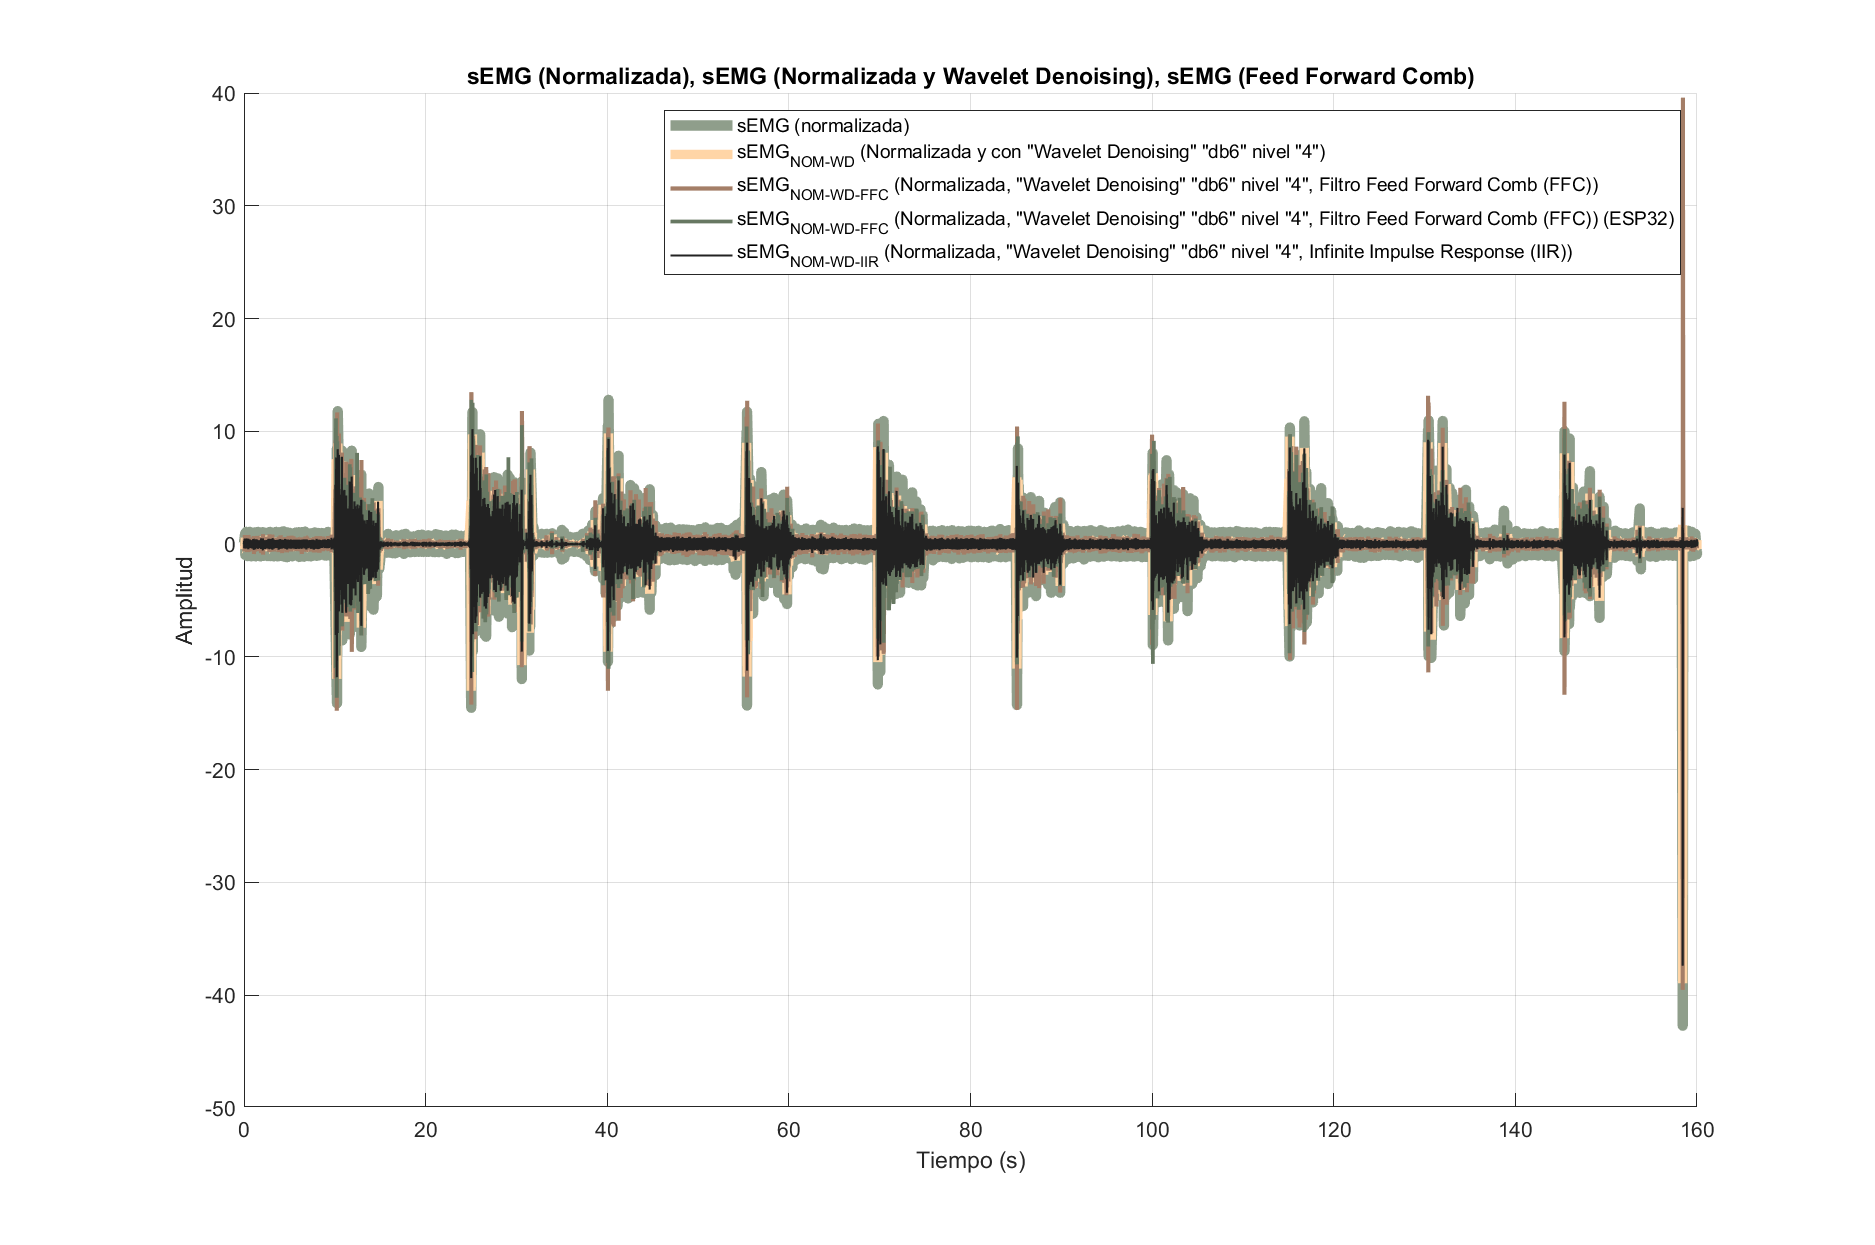 sEMG (Normalizada), sEMG (Normalizada y Wavelet Denoising), sEMG (Feed Forward Comb)
sEMG (normalizada)
sEMG_NOM-WD (Normalizada y con "Wavelet Denoising" "db6" nivel "4")
sEMG_NOM-WD-FFC (Normalizada, "Wavelet Denoising" "db6" nivel "4", Filtro Feed Forward Comb (FFC))
sEMG_NOM-WD-FFC (Normalizada, "Wavelet Denoising" "db6" nivel "4", Filtro Feed Forward Comb (FFC)) (ESP32)
sEMG_NOM-WD-IIR (Normalizada, "Wavelet Denoising" "db6" nivel "4", Infinite Impulse Response (IIR))
40
30
20
10
0
-10
-20
-30
-40
-50
Amplitud
0 20 40 60 80 100 120 140 160
Tiempo (s)